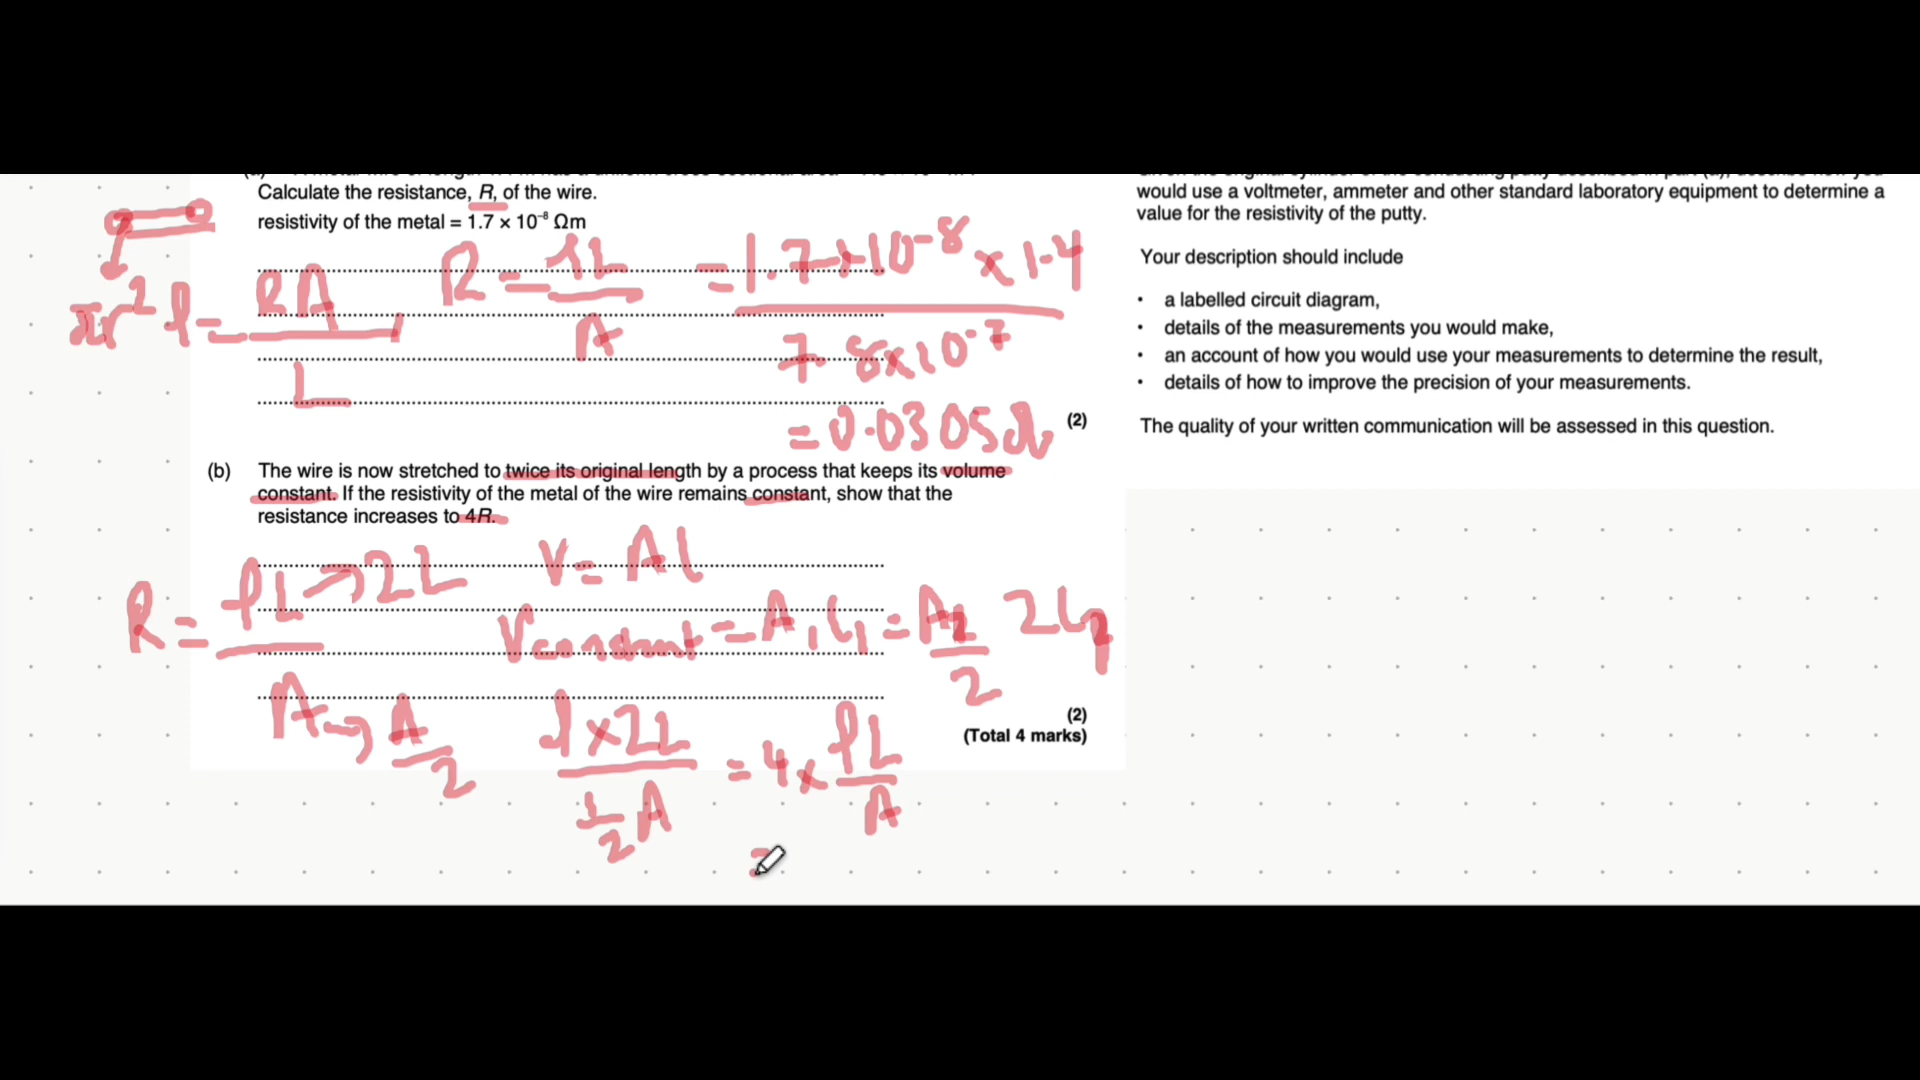 Calculate the resistance, R, of the wire.
resistivity of the metal = 1.7 × 10⁻⁸ Ωm
πr² ρ = RA / L
R = ρL / A = 1.7×10⁻⁸ × 1.4 / 7.8×10⁻⁷
= 0.0305Ω
(2)
(b) The wire is now stretched to twice its original length by a process that keeps its volume
constant. If the resistivity of the metal of the wire remains constant, show that the
resistance increases to 4R.
V = Al
R = ρL → 2L / A → A/2
Vconstant = A₁l₁ = A₂/2 2l₂
ρ×2L / ½A = 4 × ρL / A
=
(2)
(Total 4 marks)
would use a voltmeter, ammeter and other standard laboratory equipment to determine a
value for the resistivity of the putty.
Your description should include
• a labelled circuit diagram,
• details of the measurements you would make,
• an account of how you would use your measurements to determine the result,
• details of how to improve the precision of your measurements.
The quality of your written communication will be assessed in this question.